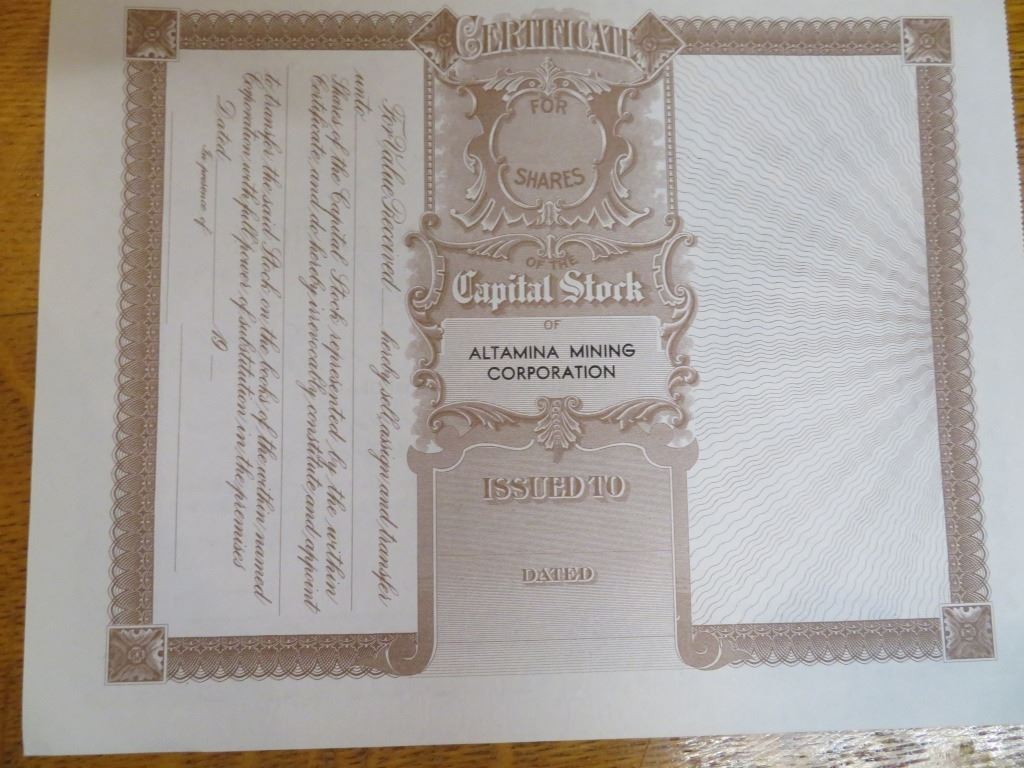 CERTIFICATE
FOR
SHARES
OF THE
Capital Stock
OF
ALTAMINA MINING
CORPORATION
ISSUED TO
DATED
For Value Received hereby sell, assign and transfer
unto
Shares of the Capital Stock represented by the within
Certificate, and do hereby irrevocably constitute and appoint
to transfer the said Stock on the books of the within named
Corporation with full power of substitution in the premises
Dated 19
In presence of